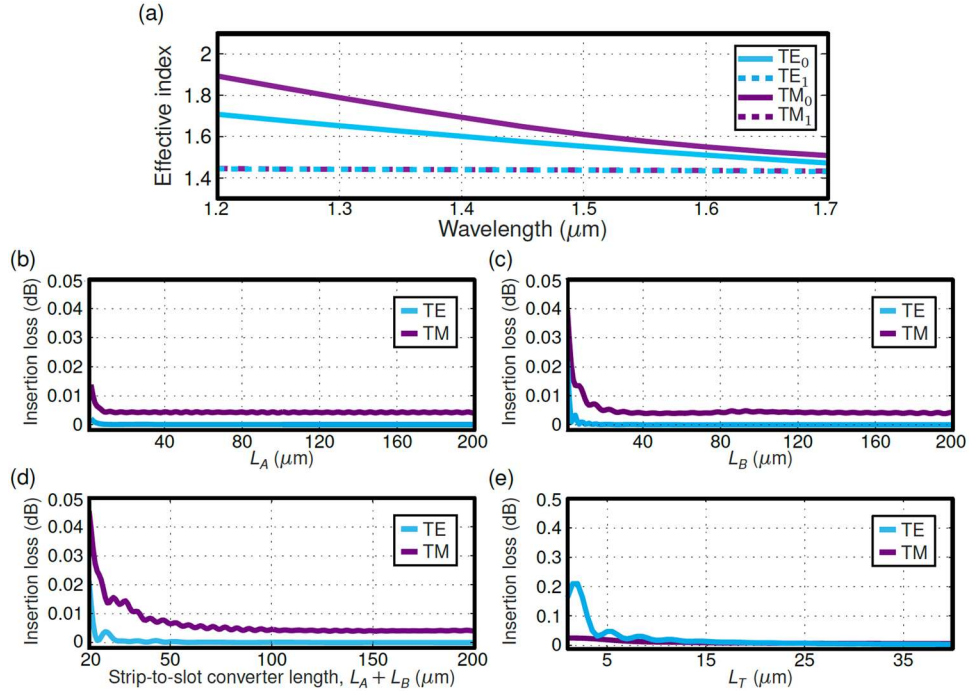 (a)
2
1.8
1.6
1.4
Effective index
TE0
TE1
TM0
TM1
1.2 1.3 1.4 1.5 1.6 1.7
Wavelength (μm)
(b)
0.05
0.04
0.03
0.02
0.01
0
Insertion loss (dB)
TE
TM
40 80 120 160 200
LA (μm)
(c)
0.05
0.04
0.03
0.02
0.01
0
Insertion loss (dB)
TE
TM
40 80 120 160 200
LB (μm)
(d)
0.05
0.04
0.03
0.02
0.01
0
Insertion loss (dB)
TE
TM
20 50 100 150 200
Strip-to-slot converter length, LA + LB (μm)
(e)
0.5
0.4
0.3
0.2
0.1
0
Insertion loss (dB)
TE
TM
5 15 25 35
LT (μm)